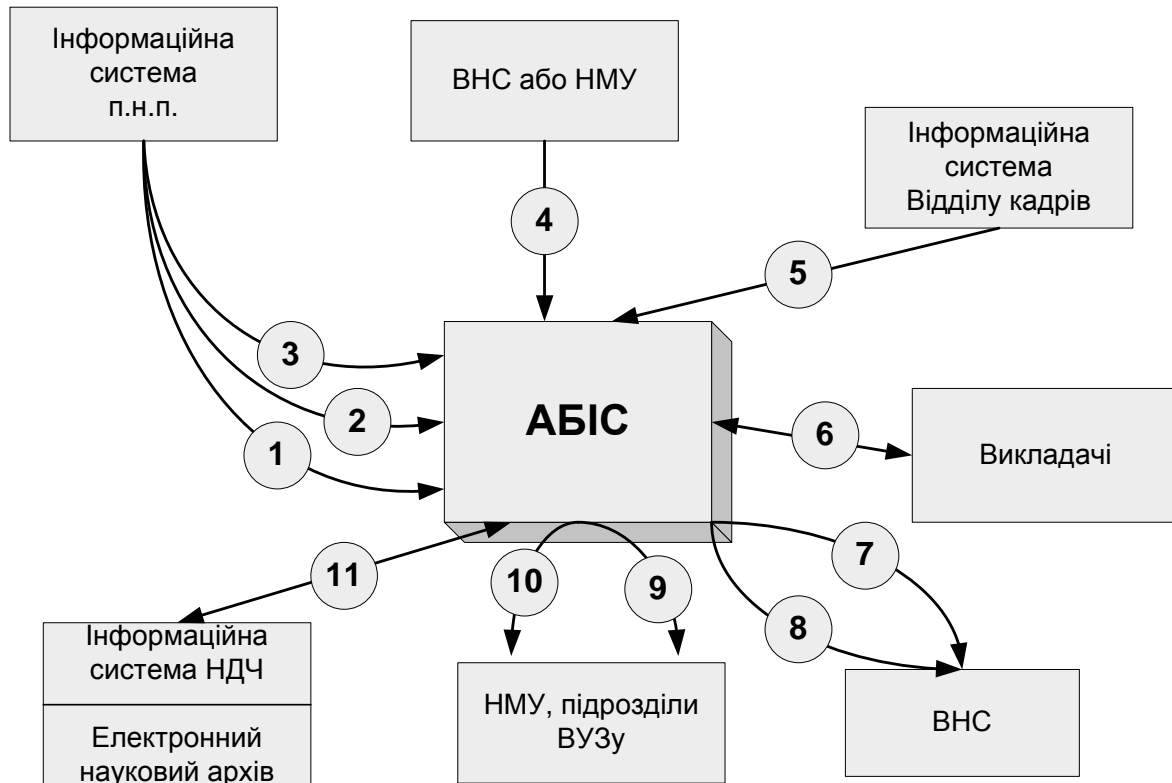 Інформаційна
система
п.н.п.
ВНС або НМУ
Інформаційна
система
Відділу кадрів
4
5
3
АБІС
2
6
Викладачі
1
7
11
10
9
8
Інформаційна
система НДЧ
НМУ, підрозділи
ВУЗу
ВНС
Електронний
науковий архів